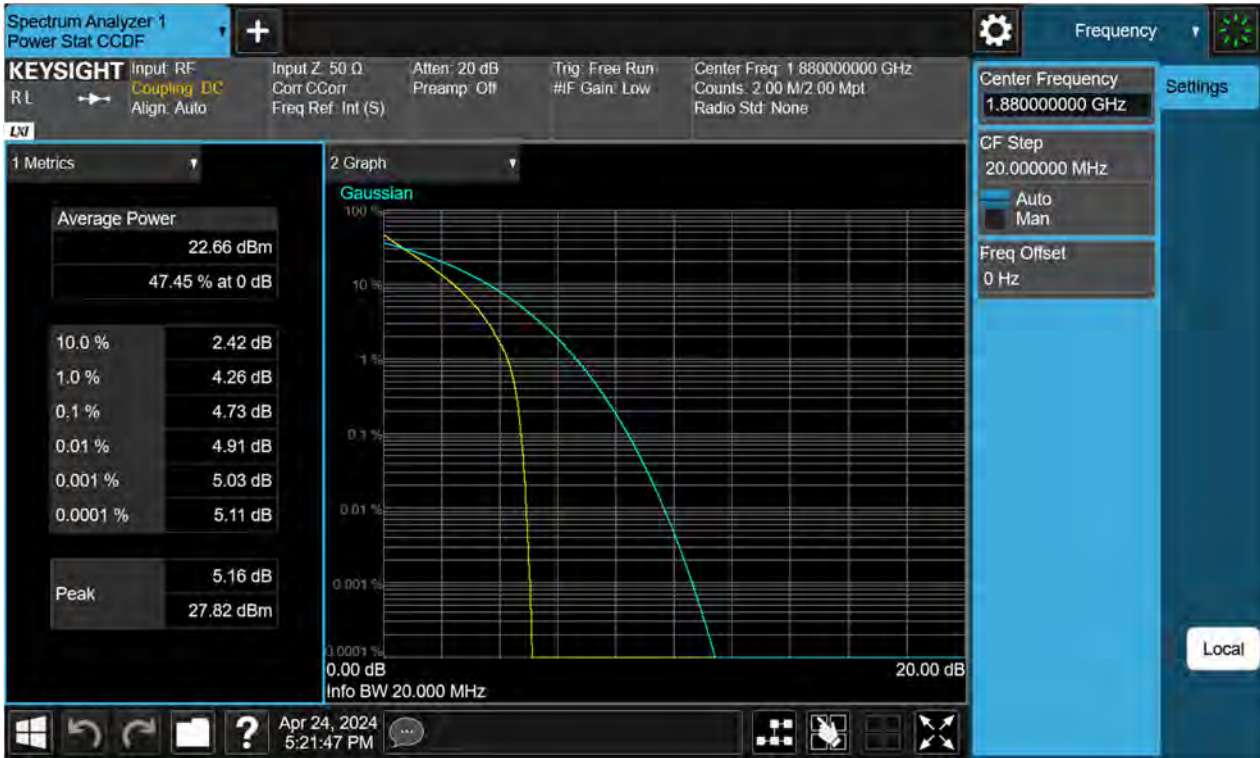 Spectrum Analyzer 1
Power Stat CCDF
+
Frequency
KEYSIGHT
R L
LXI
Input: RF
Coupling: DC
Align: Auto
Input Z: 50 Ω
Corr CCorr
Freq Ref: Int (S)
Atten: 20 dB
Preamp: Off
Trig: Free Run
#IF Gain: Low
Center Freq: 1.880000000 GHz
Counts: 2.00 M/2.00 Mpt
Radio Std: None
Center Frequency
1.880000000 GHz
Settings
CF Step
20.000000 MHz
Auto
Man
Freq Offset
0 Hz
1 Metrics
Average Power
22.66 dBm
47.45 % at 0 dB
10.0 % 2.42 dB
1.0 % 4.26 dB
0.1 % 4.73 dB
0.01 % 4.91 dB
0.001 % 5.03 dB
0.0001 % 5.11 dB
Peak
5.16 dB
27.82 dBm
2 Graph
Gaussian
100 %
10 %
1 %
0.1 %
0.01 %
0.001 %
0.0001 %
0.00 dB 20.00 dB
Info BW 20.000 MHz
Local
?
Apr 24, 2024
5:21:47 PM